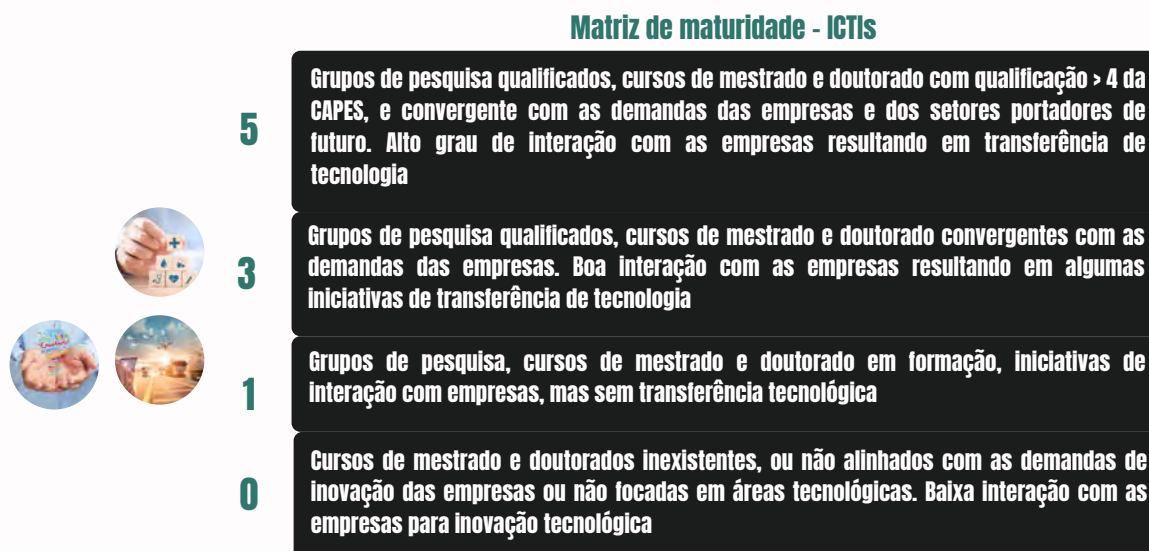 Matriz de maturidade - ICTIs
5
Grupos de pesquisa qualificados, cursos de mestrado e doutorado com qualificação > 4 da
CAPES, e convergente com as demandas das empresas e dos setores portadores de
futuro. Alto grau de interação com as empresas resultando em transferência de
tecnologia
3
Grupos de pesquisa qualificados, cursos de mestrado e doutorado convergentes com as
demandas das empresas. Boa interação com as empresas resultando em algumas
iniciativas de transferência de tecnologia
1
Grupos de pesquisa, cursos de mestrado e doutorado em formação, iniciativas de
interação com empresas, mas sem transferência tecnológica
0
Cursos de mestrado e doutorados inexistentes, ou não alinhados com as demandas de
inovação das empresas ou não focadas em áreas tecnológicas. Baixa interação com as
empresas para inovação tecnológica